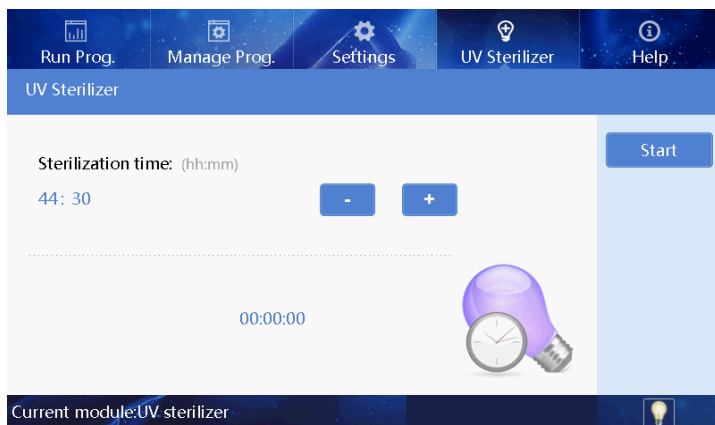 Run Prog. Manage Prog. Settings UV Sterilizer Help
UV Sterilizer
Start
Sterilization time: (hh:mm)
44: 30 - +
00:00:00
Current module:UV sterilizer